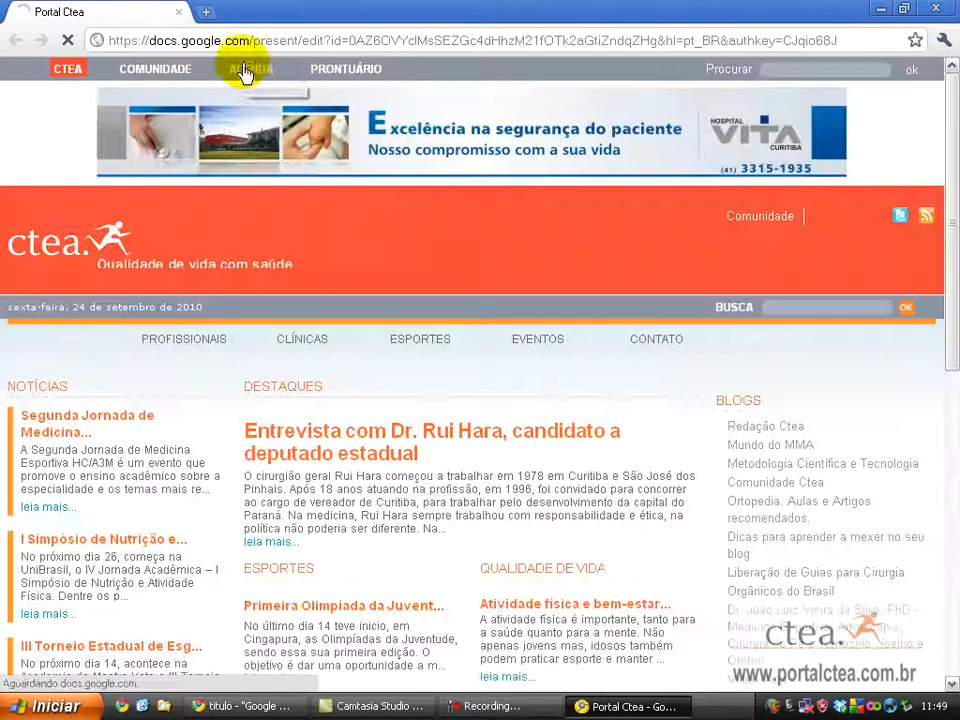 Portal Ctea
https://docs.google.com/present/edit?id=0AZ6OVYclMsSEZGc4dHhzM21fOTk2aGtiZndqZHg&hl=pt_BR&authkey=CJqio68J
CTEA COMUNIDADE AGENDA PRONTUÁRIO Procurar ok
Excelência na segurança do paciente
Nosso compromisso com a sua vida
HOSPITAL
VITA
CURITIBA
(41) 3315-1935
ctea.
Qualidade de vida com saúde
Comunidade
sexta-feira, 24 de setembro de 2010
BUSCA OK
PROFISSIONAIS CLÍNICAS ESPORTES EVENTOS CONTATO
NOTÍCIAS
Segunda Jornada de
Medicina...
A Segunda Jornada de Medicina
Esportiva HC/A3M é um evento que
promove o ensino acadêmico sobre a
especialidade e os temas mais re...
leia mais...
I Simpósio de Nutrição e...
No próximo dia 26, começa na
UniBrasil, o IV Jornada Acadêmica – I
Simpósio de Nutrição e Atividade
Física. Dentre os p...
leia mais...
III Torneio Estadual de Esg...
No próximo dia 14, acontece na
DESTAQUES
Entrevista com Dr. Rui Hara, candidato a
deputado estadual
O cirurgião geral Rui Hara começou a trabalhar em 1978 em Curitiba e São José dos
Pinhais. Após 18 anos atuando na profissão, em 1996, foi convidado para concorrer
ao cargo de vereador de Curitiba, para trabalhar pelo desenvolvimento da capital do
Paraná. Na medicina, Rui Hara sempre trabalhou com responsabilidade e ética, na
política não poderia ser diferente. Na...
leia mais...
ESPORTES
Primeira Olimpíada da Juvent...
No último dia 14 teve inicio, em
Cingapura, as Olimpíadas da Juventude,
sendo essa sua primeira edição. O
objetivo é dar uma oportunidade a m...
QUALIDADE DE VIDA
Atividade física e bem-estar...
A atividade física é importante, tanto para
a saúde quanto para a mente. Não
apenas jovens mas, idosos também
podem praticar esporte e manter ...
leia mais...
BLOGS
Redação Ctea
Mundo do MMA
Metodologia Científica e Tecnologia
Comunidade Ctea
Ortopedia. Aulas e Artigos
recomendados.
Dicas para aprender a mexer no seu
blog
Liberação de Guias para Cirurgia
Orgânicos do Brasil
Dr. Joao Luiz Vieira da Silva, PhD -
ctea.
www.portalctea.com.br
Aguardando docs.google.com...
Iniciar titulo - "Google ... Camtasia Studio ... Recording... Portal Ctea - Go... 11:49